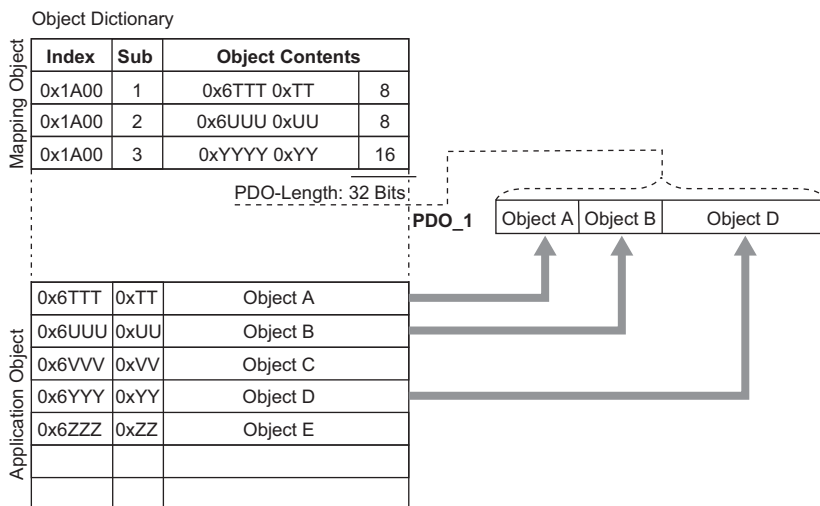 Object Dictionary
Mapping Object
Index Sub Object Contents
0x1A00 1 0x6TTT 0xTT 8
0x1A00 2 0x6UUU 0xUU 8
0x1A00 3 0xYYYY 0xYY 16
PDO-Length: 32 Bits
PDO_1 Object A Object B Object D
Application Object
0x6TTT 0xTT Object A
0x6UUU 0xUU Object B
0x6VVV 0xVV Object C
0x6YYY 0xYY Object D
0x6ZZZ 0xZZ Object E